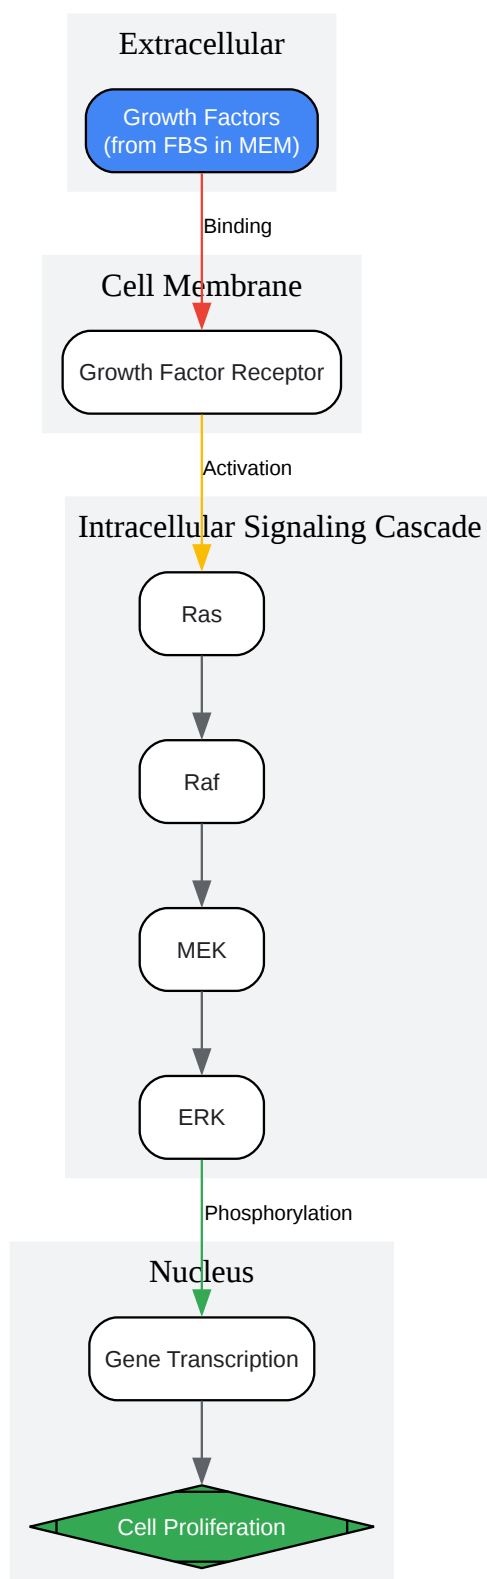 Extracellular
Growth Factors
(from FBS in MEM)
Binding
Cell Membrane
Growth Factor Receptor
Activation
Intracellular Signaling Cascade
Ras
Raf
MEK
ERK
Phosphorylation
Nucleus
Gene Transcription
Cell Proliferation